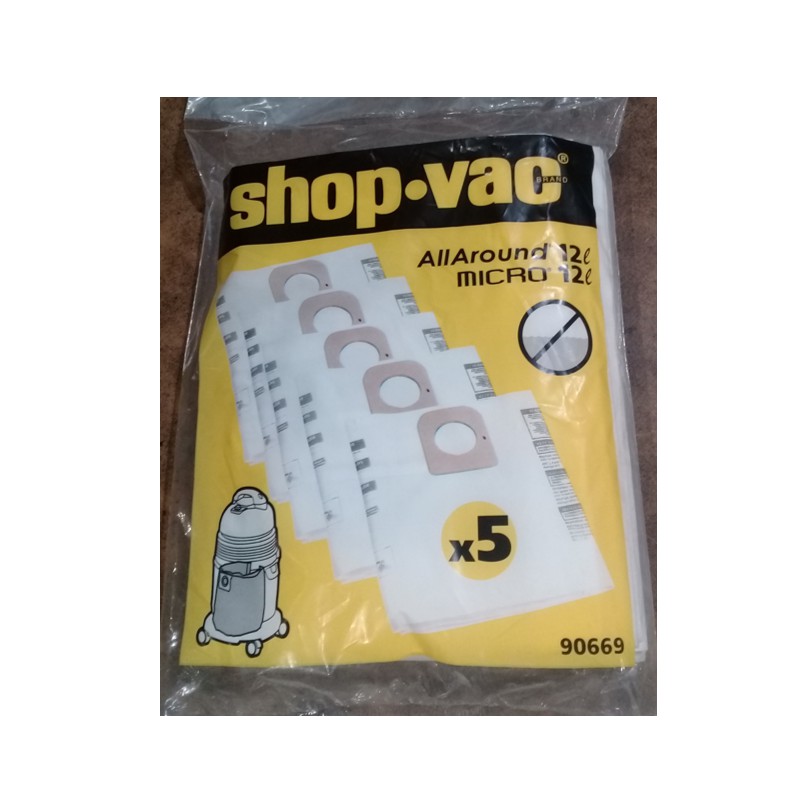 shop·vac®
BRAND
AllAround 12ℓ
MICRO 12ℓ
x5
90669